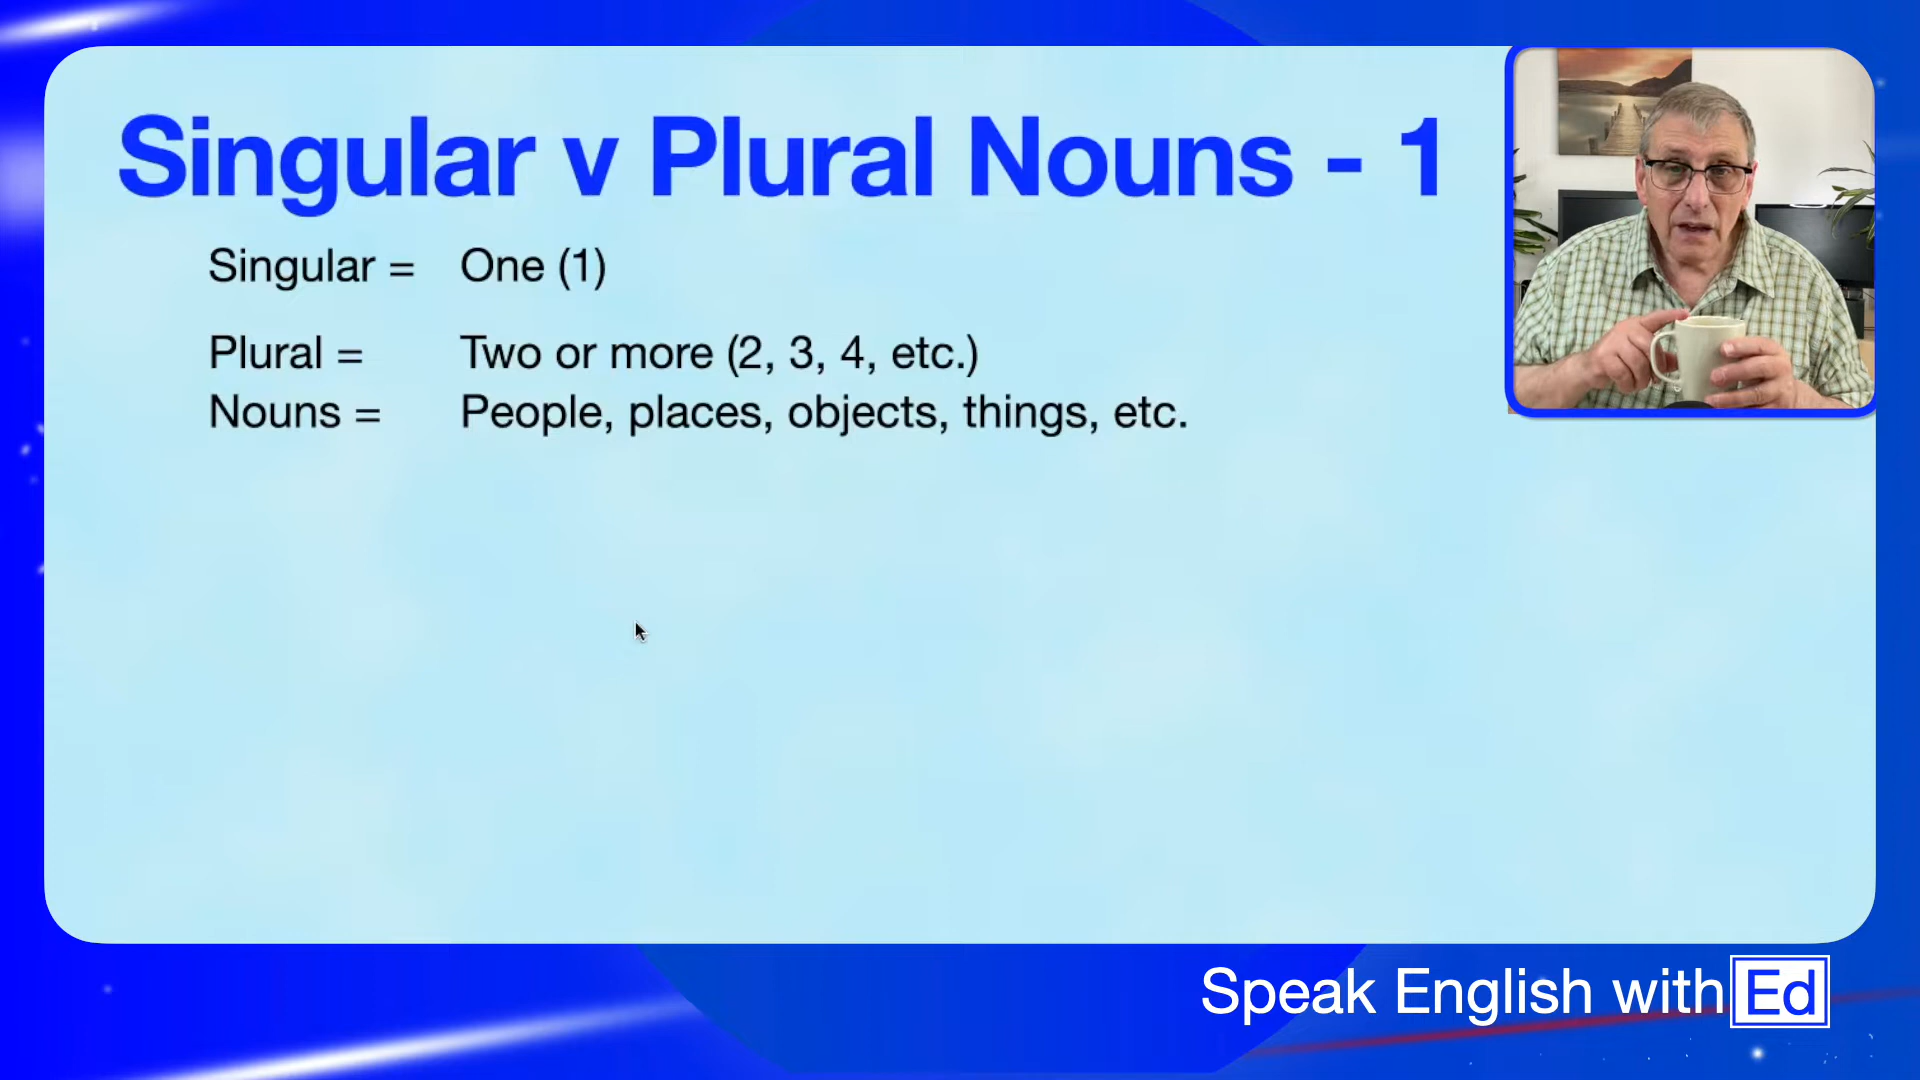 Singular v Plural Nouns - 1
Singular = One (1)
Plural = Two or more (2, 3, 4, etc.)
Nouns = People, places, objects, things, etc.
Speak English with Ed